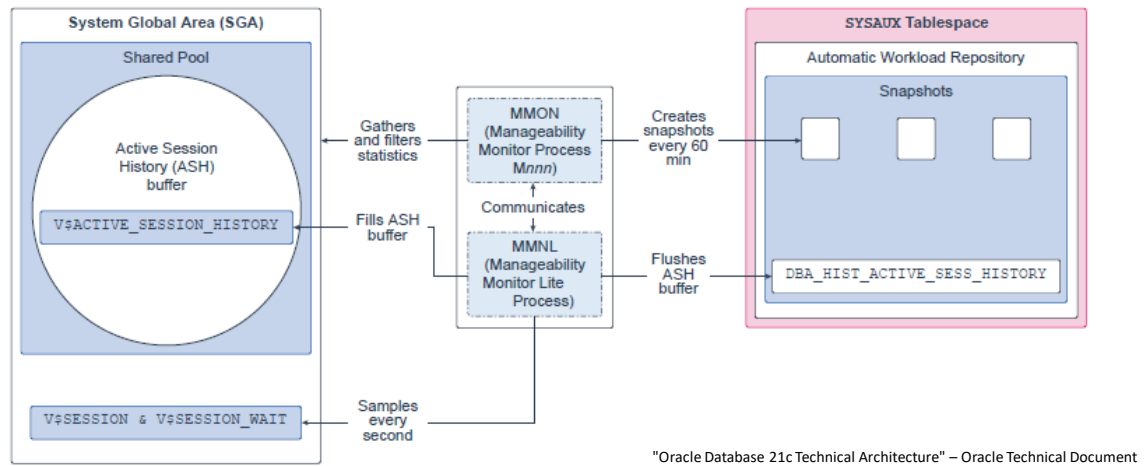 System Global Area (SGA)
Shared Pool
Active Session
History (ASH)
buffer
V$ACTIVE_SESSION_HISTORY
V$SESSION & V$SESSION_WAIT
Gathers
and filters
statistics
Fills ASH
buffer
Samples
every
second
MMON
(Manageability
Monitor Process
Mnnn)
Communicates
MMNL
(Manageability
Monitor Lite
Process)
Creates
snapshots
every 60
min
Flushes
ASH
buffer
SYSAUX Tablespace
Automatic Workload Repository
Snapshots
DBA_HIST_ACTIVE_SESS_HISTORY
"Oracle Database 21c Technical Architecture" – Oracle Technical Document